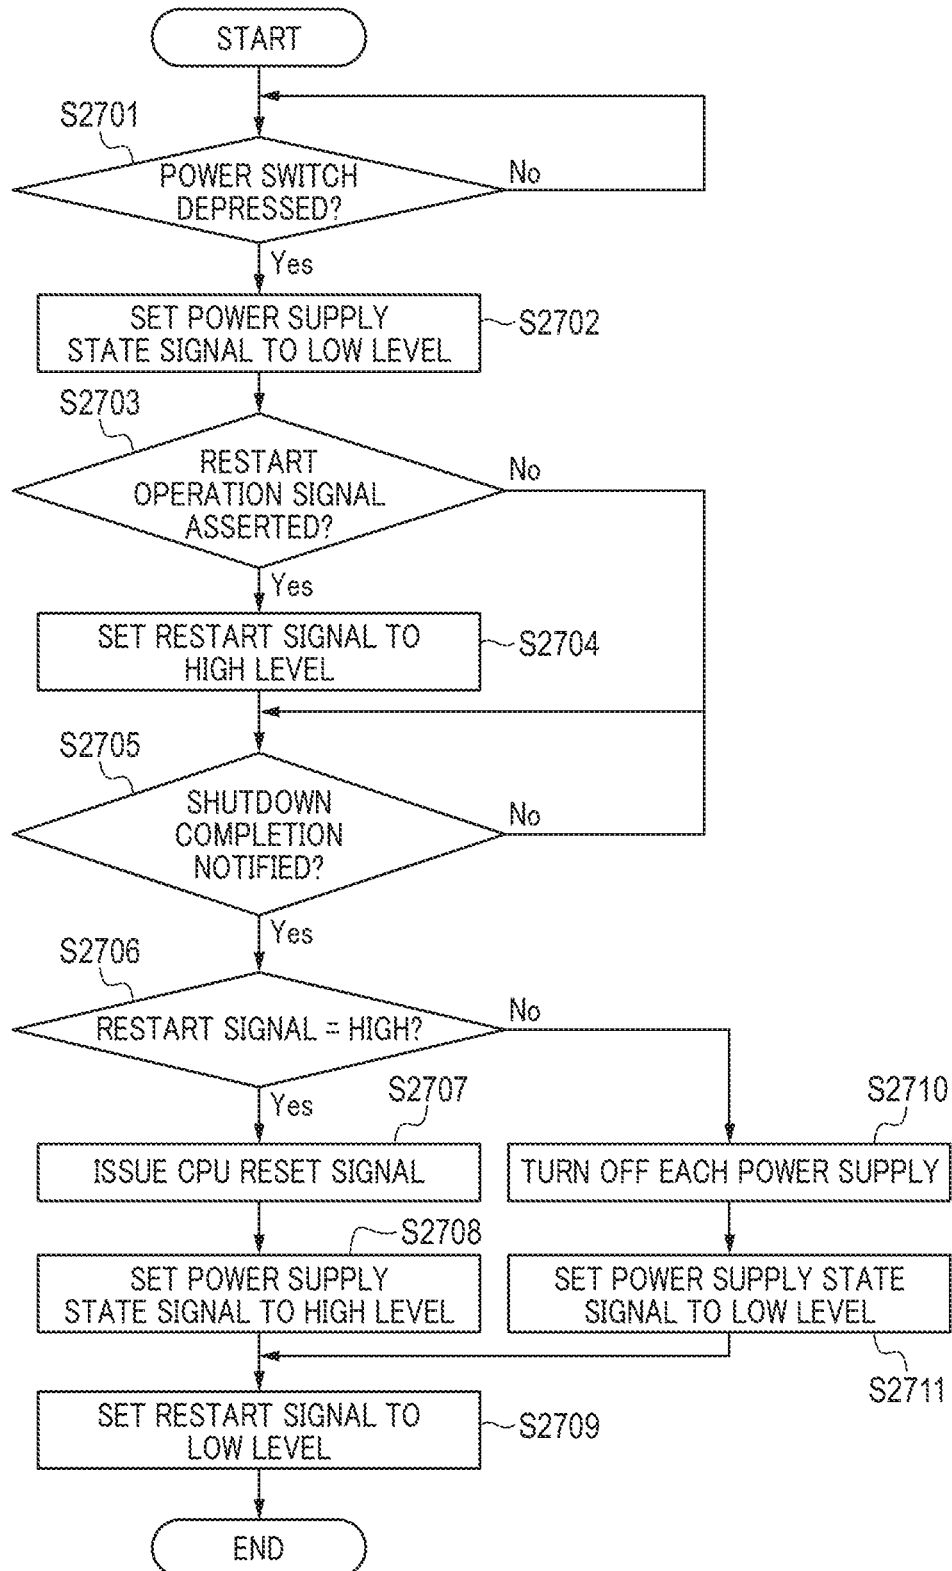 START
S2701
POWER SWITCH
DEPRESSED?
No
Yes
SET POWER SUPPLY
STATE SIGNAL TO LOW LEVEL
S2702
S2703
RESTART
OPERATION SIGNAL
ASSERTED?
No
Yes
SET RESTART SIGNAL TO
HIGH LEVEL
S2704
S2705
SHUTDOWN
COMPLETION
NOTIFIED?
No
Yes
S2706
RESTART SIGNAL = HIGH?
No
Yes
S2707
ISSUE CPU RESET SIGNAL
S2710
TURN OFF EACH POWER SUPPLY
S2708
SET POWER SUPPLY
STATE SIGNAL TO HIGH LEVEL
SET POWER SUPPLY STATE
SIGNAL TO LOW LEVEL
S2711
SET RESTART SIGNAL TO
LOW LEVEL
S2709
END